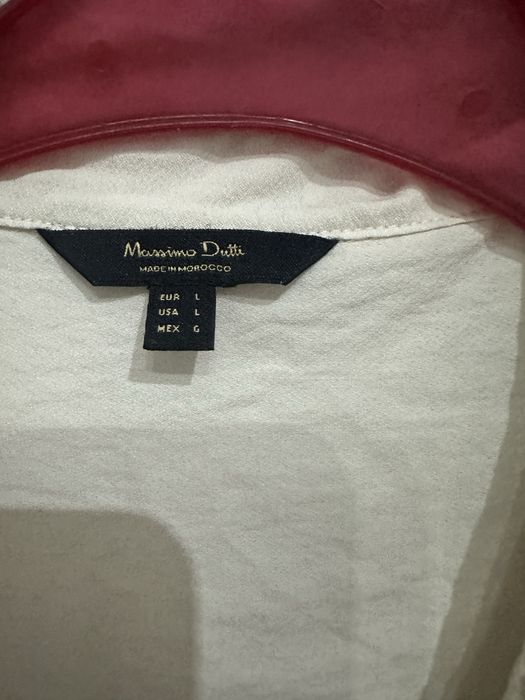 Massimo Dutti
MADE IN MOROCCO
EUR L
USA L
MEX G